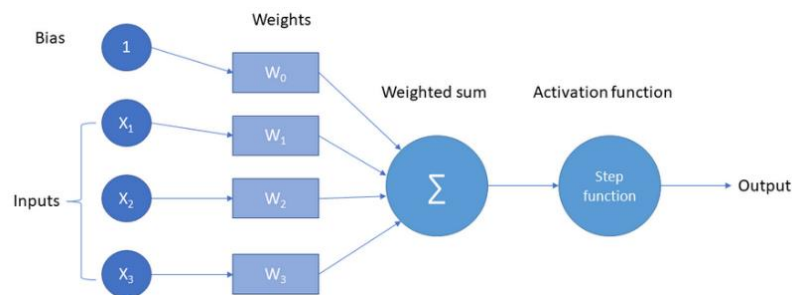 Weights
Bias
1
W₀
Weighted sum
Activation function
X₁
W₁
Inputs
X₂
W₂
∑
Step
function
Output
X₃
W₃